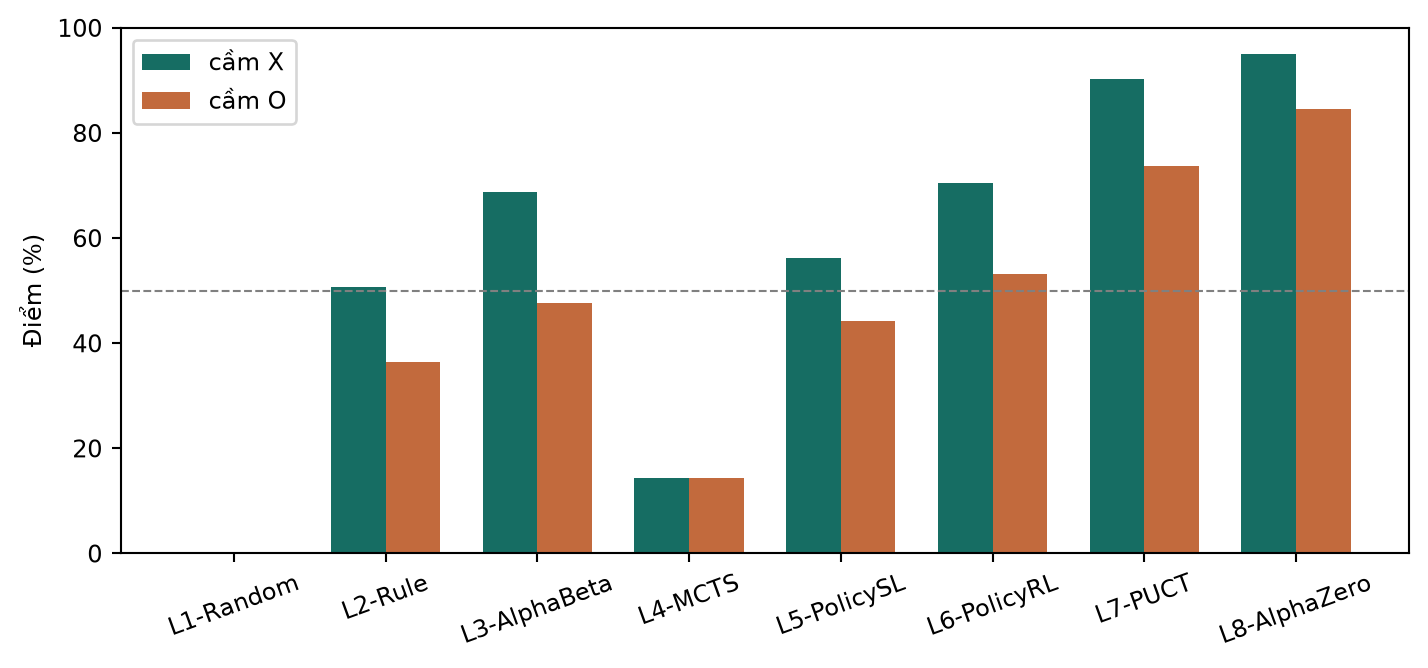 100
80
60
40
20
0
Điểm (%)
cầm X
cầm O
L1-Random
L2-Rule
L3-AlphaBeta
L4-MCTS
L5-PolicySL
L6-PolicyRL
L7-PUCT
L8-AlphaZero